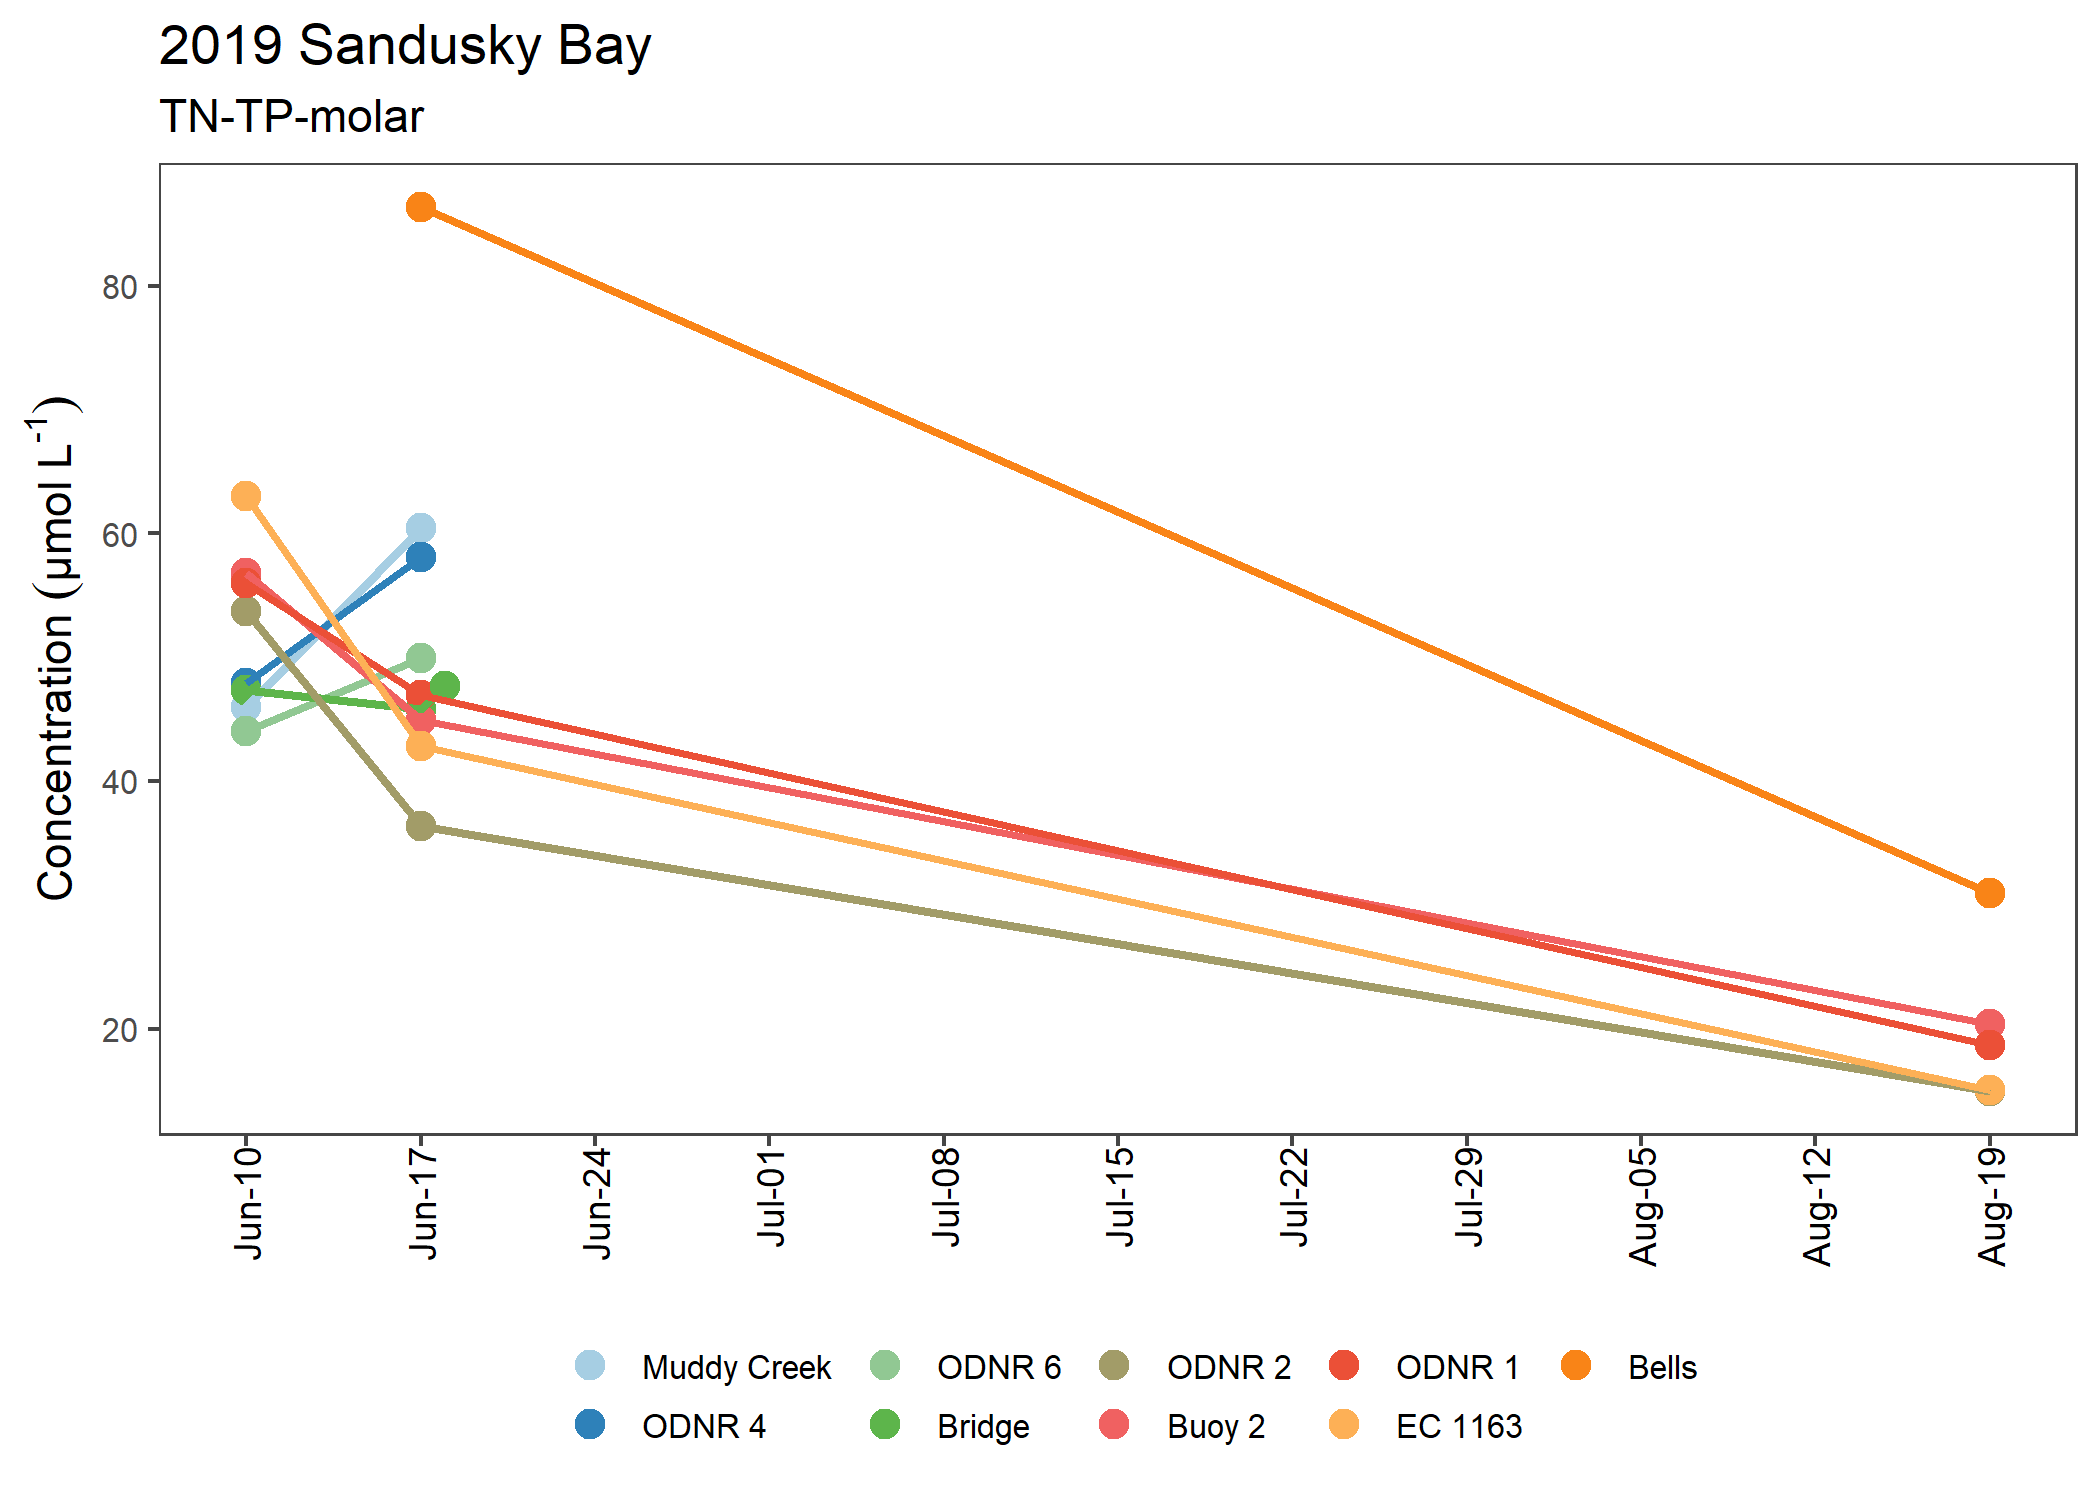 2019 Sandusky Bay
TN-TP-molar
Concentration (µmol L⁻¹)
80
60
40
20
Jun-10
Jun-17
Jun-24
Jul-01
Jul-08
Jul-15
Jul-22
Jul-29
Aug-05
Aug-12
Aug-19
Muddy Creek ODNR 6 ODNR 2 ODNR 1 Bells
ODNR 4 Bridge Buoy 2 EC 1163